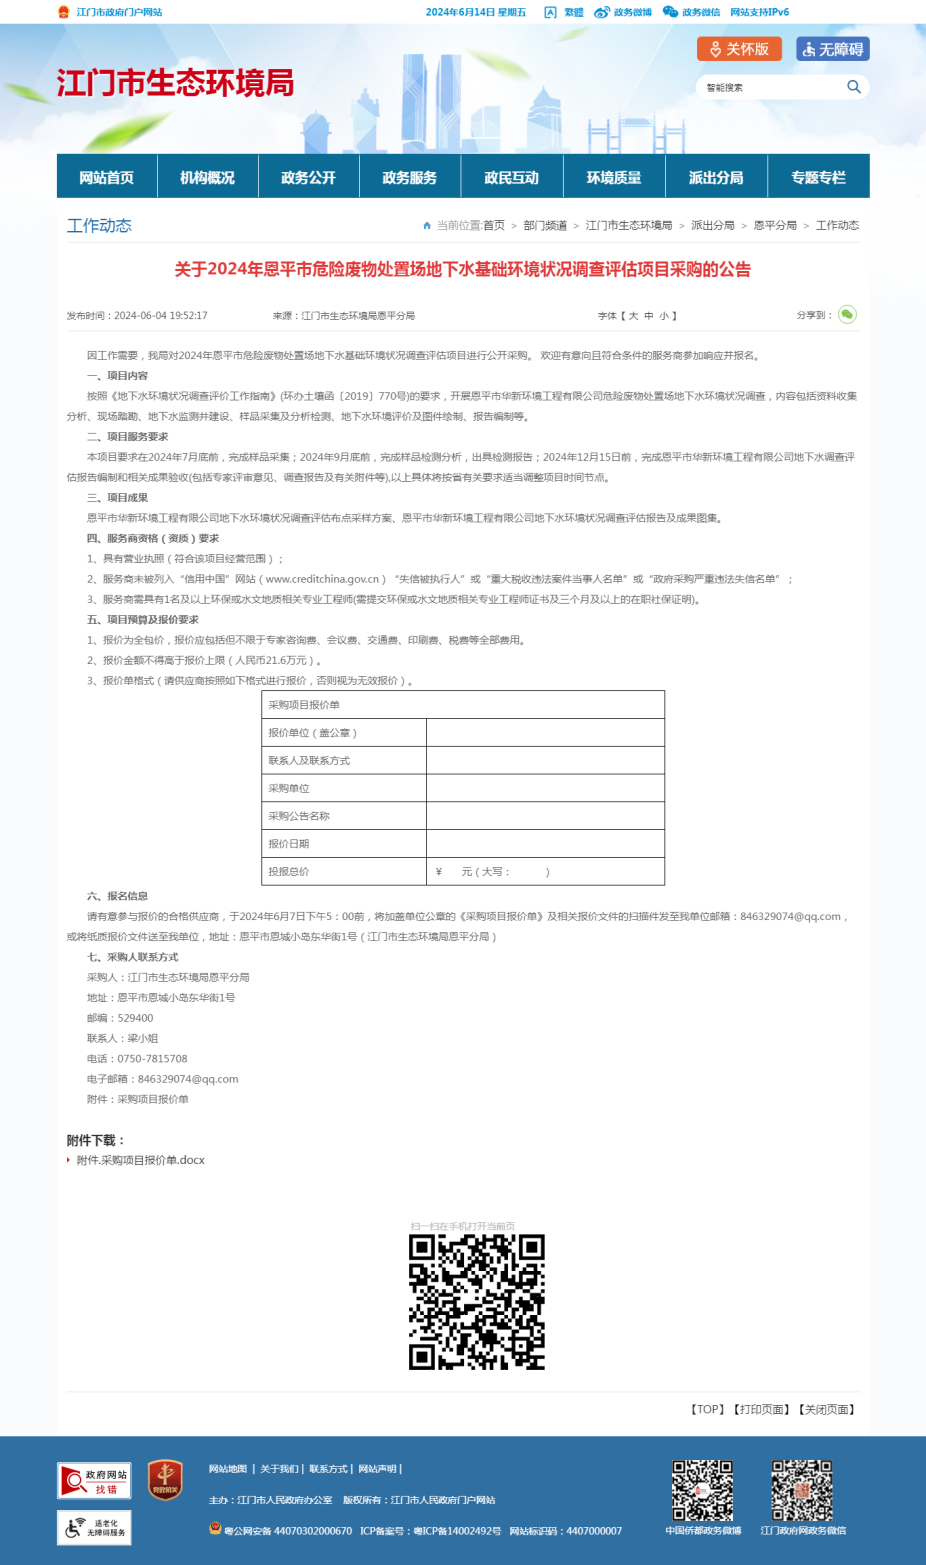 江门市政府门户网站
2024年6月14日 星期五
繁體
政务微博
政务微信
网站支持IPv6
关怀版
无障碍
江门市生态环境局
智能搜索
网站首页
机构概况
政务公开
政务服务
政民互动
环境质量
派出分局
专题专栏
工作动态
当前位置:首页 > 部门频道 > 江门市生态环境局 > 派出分局 > 恩平分局 > 工作动态
关于2024年恩平市危险废物处置场地下水基础环境状况调查评估项目采购的公告
发布时间：2024-06-04 19:52:17
来源：江门市生态环境局恩平分局
字体【 大 中 小 】
分享到：
因工作需要，我局对2024年恩平市危险废物处置场地下水基础环境状况调查评估项目进行公开采购。 欢迎有意向且符合条件的服务商参加响应并报名。
一、项目内容
按照《地下水环境状况调查评价工作指南》(环办土壤函〔2019〕770号)的要求，开展恩平市华新环境工程有限公司危险废物处置场地下水环境状况调查，内容包括资料收集
分析、现场踏勘、地下水监测井建设、样品采集及分析检测、地下水环境评价及图件绘制、报告编制等。
二、项目服务要求
本项目要求在2024年7月底前，完成样品采集；2024年9月底前，完成样品检测分析，出具检测报告；2024年12月15日前，完成恩平市华新环境工程有限公司地下水调查评
估报告编制和相关成果验收(包括专家评审意见、调查报告及有关附件等),以上具体将按省有关要求适当调整项目时间节点。
三、项目成果
恩平市华新环境工程有限公司地下水环境状况调查评估布点采样方案、恩平市华新环境工程有限公司地下水环境状况调查评估报告及成果图集。
四、服务商资格（资质）要求
1、具有营业执照（符合该项目经营范围）；
2、服务商未被列入“信用中国”网站（www.creditchina.gov.cn）“失信被执行人”或“重大税收违法案件当事人名单”或“政府采购严重违法失信名单”；
3、服务商需具有1名及以上环保或水文地质相关专业工程师(需提交环保或水文地质相关专业工程师证书及三个月及以上的在职社保证明)。
五、项目预算及报价要求
1、报价为全包价，报价应包括但不限于专家咨询费、会议费、交通费、印刷费、税费等全部费用。
2、报价金额不得高于报价上限（人民币21.6万元）。
3、报价单格式（请供应商按照如下格式进行报价，否则视为无效报价）。
采购项目报价单
报价单位（盖公章）
联系人及联系方式
采购单位
采购公告名称
报价日期
投报总价
¥ 元（大写： ）
六、报名信息
请有意参与报价的合格供应商，于2024年6月7日下午5：00前，将加盖单位公章的《采购项目报价单》及相关报价文件的扫描件发至我单位邮箱：846329074@qq.com，
或将纸质报价文件送至我单位，地址：恩平市恩城小岛东华街1号（江门市生态环境局恩平分局）
七、采购人联系方式
采购人：江门市生态环境局恩平分局
地址：恩平市恩城小岛东华街1号
邮编：529400
联系人：梁小姐
电话：0750-7815708
电子邮箱：846329074@qq.com
附件：采购项目报价单
附件下载：
附件.采购项目报价单.docx
扫一扫在手机打开当前页
【TOP】【打印页面】【关闭页面】
政府网站
找错
党政机关
适老化
无障碍服务
网站地图 | 关于我们 | 联系方式 | 网站声明 |
主办：江门市人民政府办公室 版权所有：江门市人民政府门户网站
粤公网安备 44070302000670 ICP备案号：粤ICP备14002492号 网站标识码：4407000007
中国侨都政务微博
江门政府网政务微信